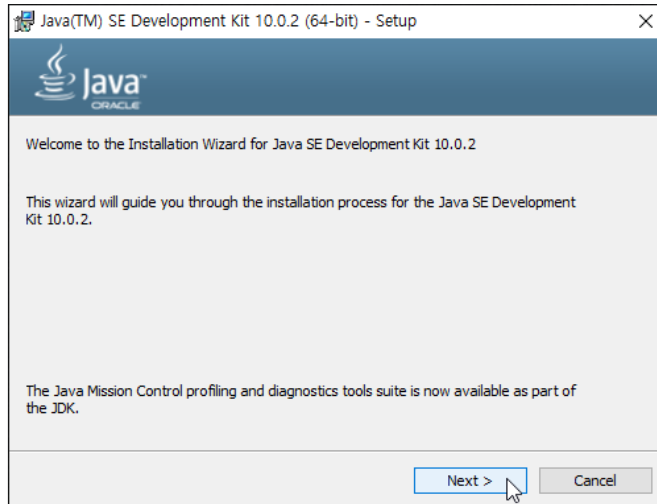 Java(TM) SE Development Kit 10.0.2 (64-bit) - Setup
Java™
ORACLE
Welcome to the Installation Wizard for Java SE Development Kit 10.0.2
This wizard will guide you through the installation process for the Java SE Development
Kit 10.0.2.
The Java Mission Control profiling and diagnostics tools suite is now available as part of
the JDK.
Next >
Cancel